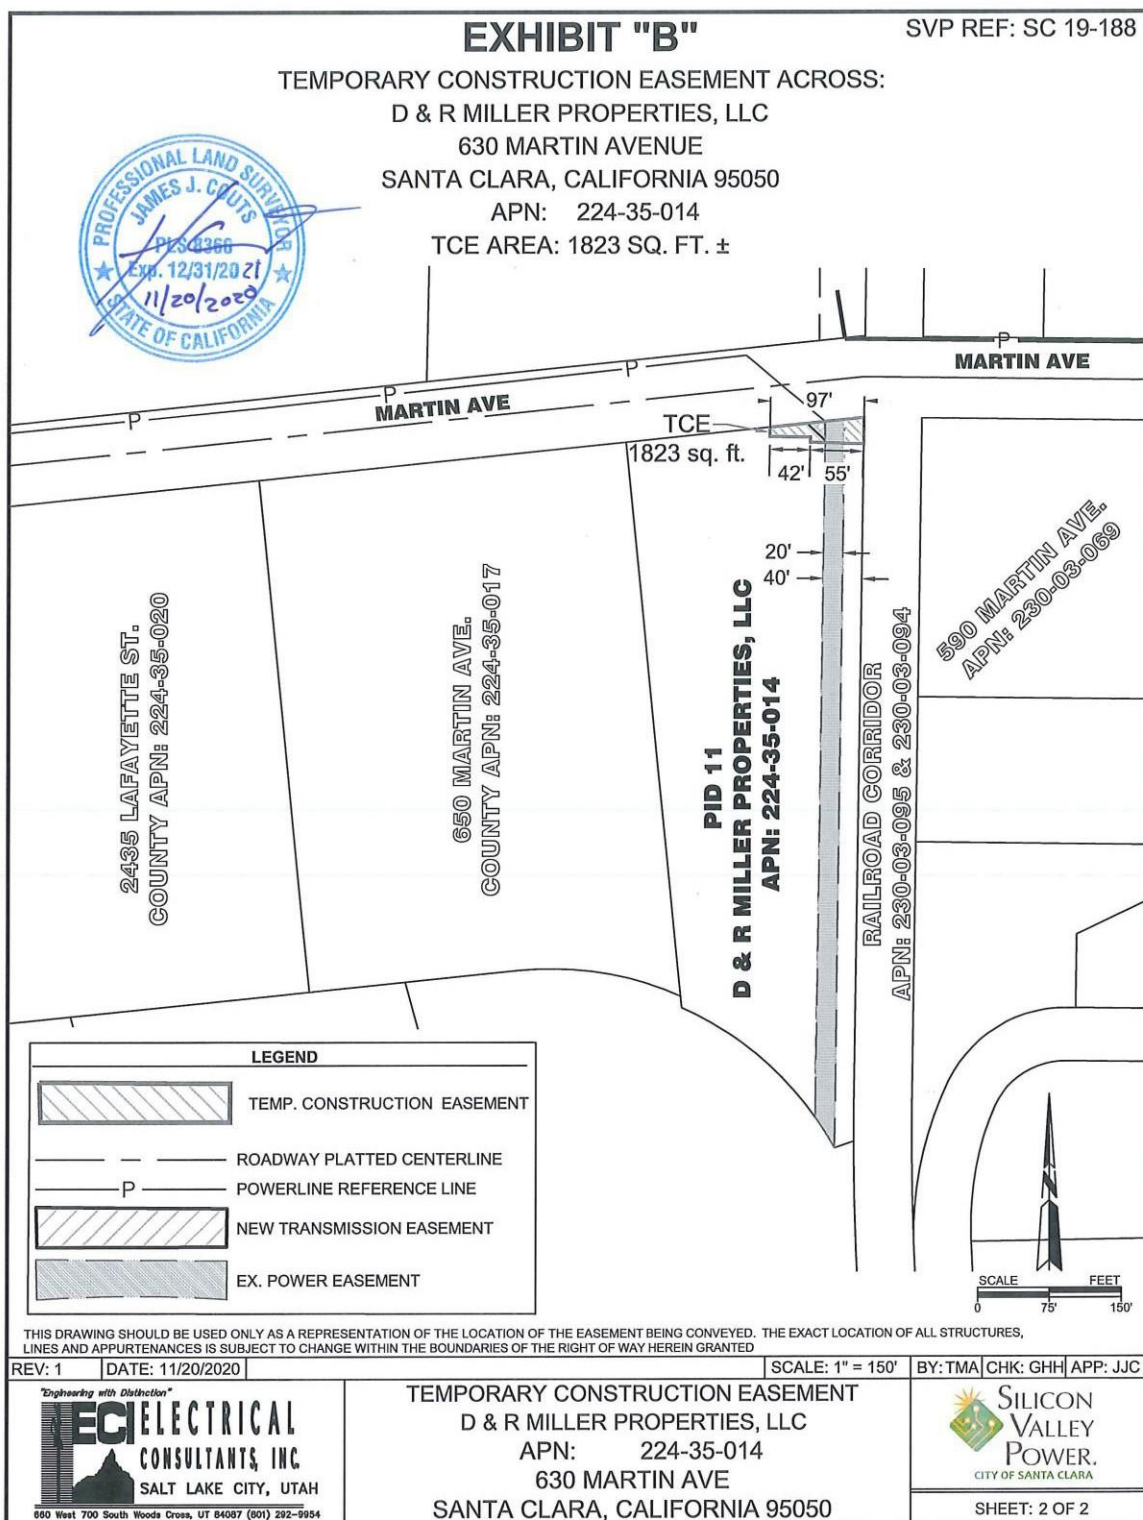 EXHIBIT "B"
SVP REF: SC 19-188
TEMPORARY CONSTRUCTION EASEMENT ACROSS:
D & R MILLER PROPERTIES, LLC
630 MARTIN AVENUE
SANTA CLARA, CALIFORNIA 95050
APN: 224-35-014
TCE AREA: 1823 SQ. FT. ±
PROFESSIONAL LAND SURVEYOR
JAMES J. COUTS
PLS 8366
Exp. 12/31/2021
11/20/2020
STATE OF CALIFORNIA
P
MARTIN AVE
P
P
P
MARTIN AVE
97'
TCE
1823 sq. ft.
42'
55'
20'
40'
2435 LAFAYETTE ST.
COUNTY APN: 224-35-020
650 MARTIN AVE.
COUNTY APN: 224-35-017
PID 11
D & R MILLER PROPERTIES, LLC
APN: 224-35-014
RAILROAD CORRIDOR
APN: 230-03-095 & 230-03-094
590 MARTIN AVE.
APN: 230-03-069
LEGEND
TEMP. CONSTRUCTION EASEMENT
ROADWAY PLATTED CENTERLINE
P
POWERLINE REFERENCE LINE
NEW TRANSMISSION EASEMENT
EX. POWER EASEMENT
N
SCALE FEET
0 75' 150'
THIS DRAWING SHOULD BE USED ONLY AS A REPRESENTATION OF THE LOCATION OF THE EASEMENT BEING CONVEYED. THE EXACT LOCATION OF ALL STRUCTURES,
LINES AND APPURTENANCES IS SUBJECT TO CHANGE WITHIN THE BOUNDARIES OF THE RIGHT OF WAY HEREIN GRANTED
REV: 1
DATE: 11/20/2020
SCALE: 1" = 150'
BY: TMA
CHK: GHH
APP: JJC
"Engineering with Distinction"
ECI ELECTRICAL
CONSULTANTS, INC.
SALT LAKE CITY, UTAH
660 West 700 South Woods Cross, UT 84087 (801) 292-9954
TEMPORARY CONSTRUCTION EASEMENT
D & R MILLER PROPERTIES, LLC
APN: 224-35-014
630 MARTIN AVE
SANTA CLARA, CALIFORNIA 95050
SILICON
VALLEY
POWER.
CITY OF SANTA CLARA
SHEET: 2 OF 2